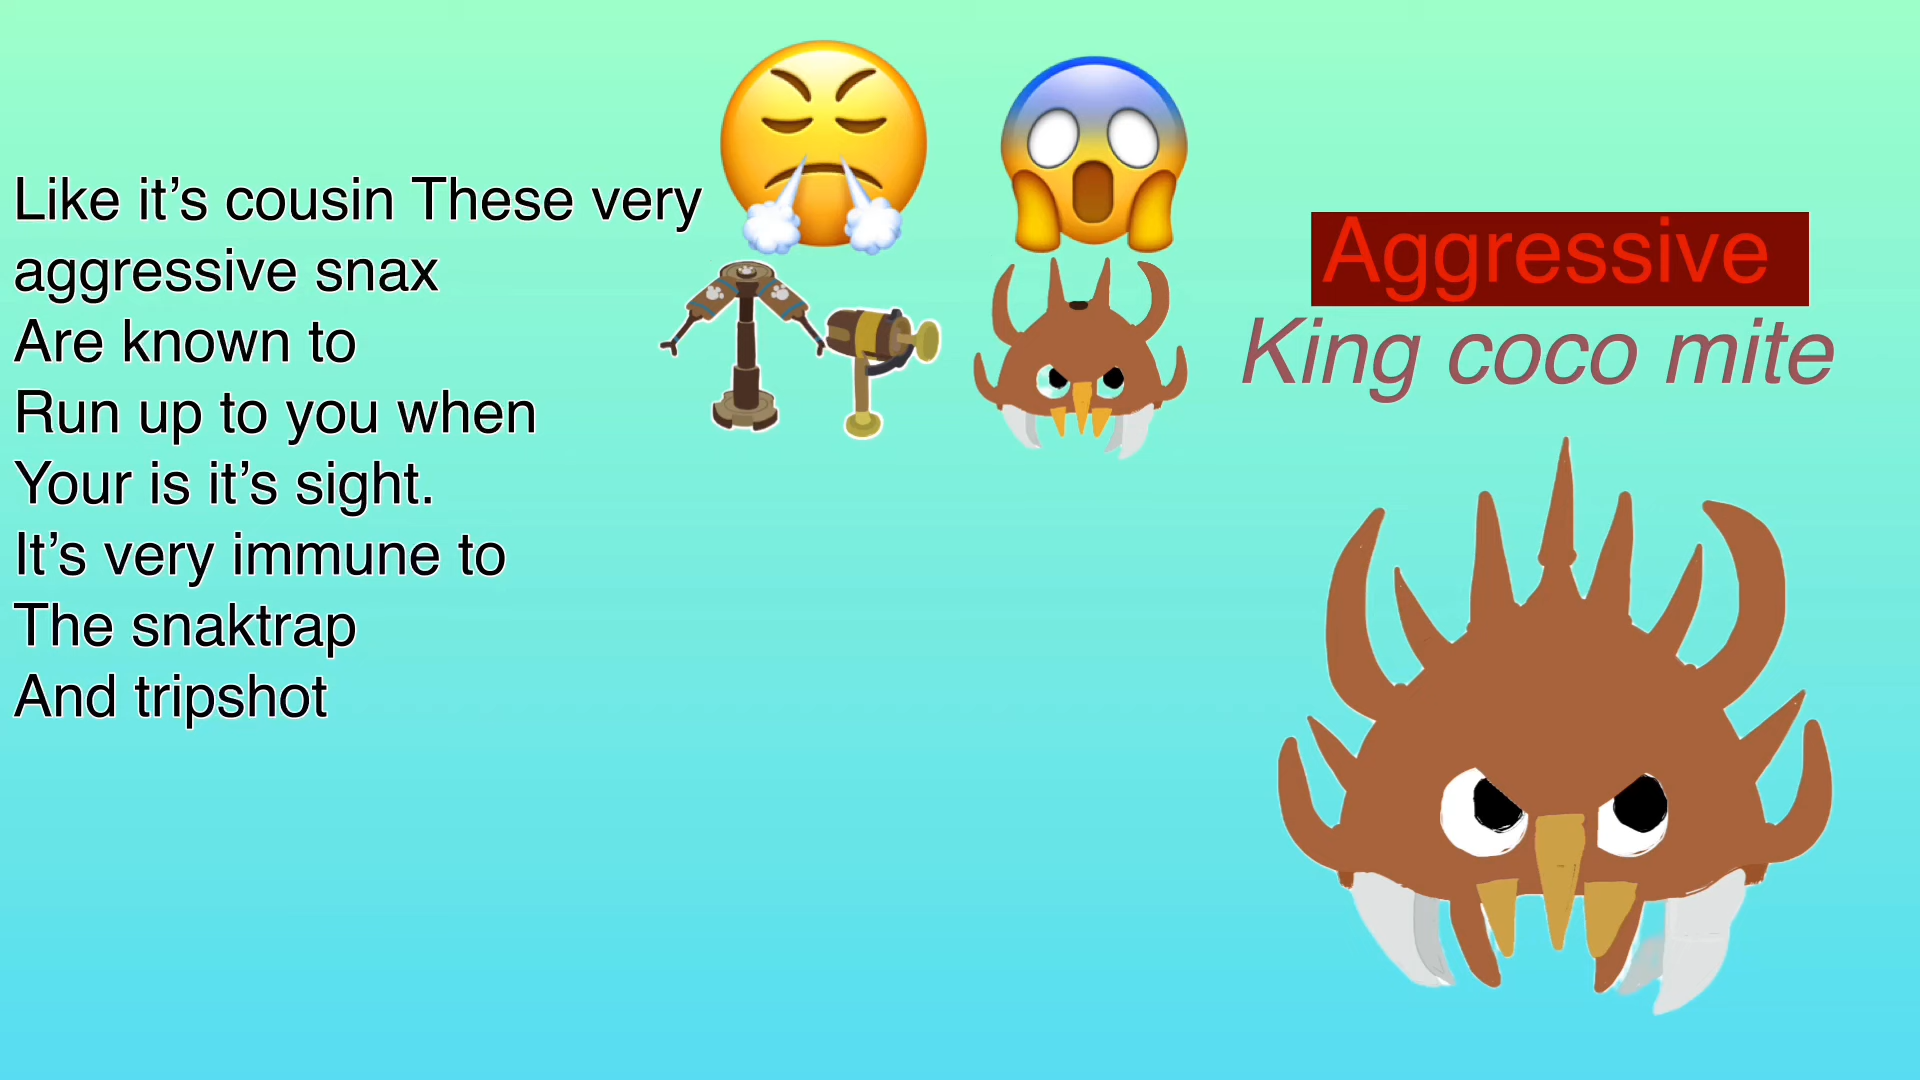 Like it’s cousin These very
aggressive snax
Are known to
Run up to you when
Your is it’s sight.
It’s very immune to
The snaktrap
And tripshot
Aggressive
King coco mite